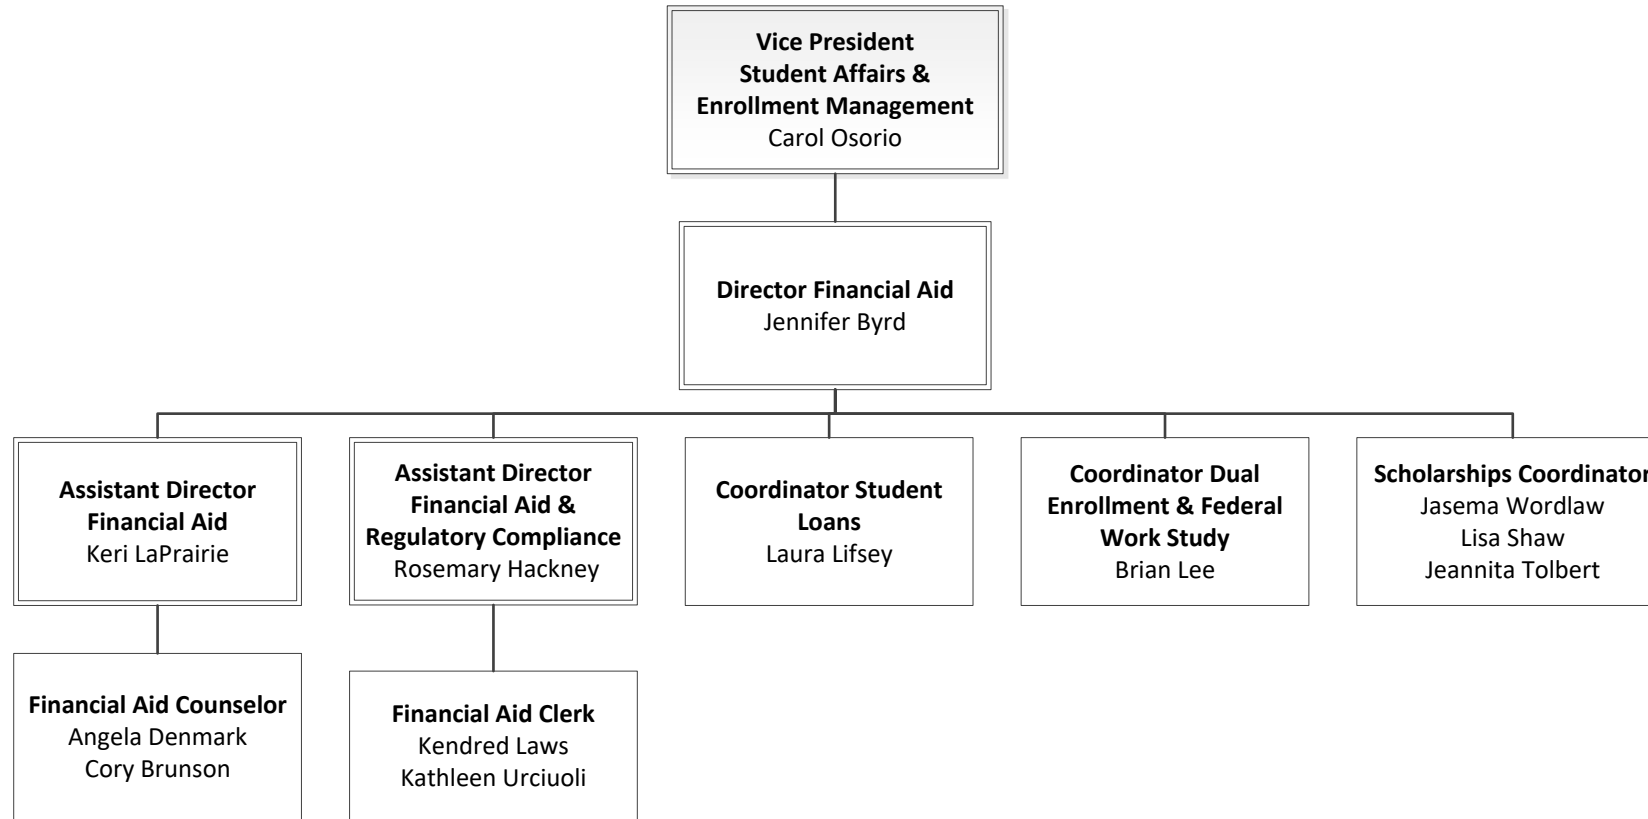 Vice President
Student Affairs &
Enrollment Management
Carol Osorio
Director Financial Aid
Jennifer Byrd
Assistant Director
Financial Aid
Keri LaPrairie
Assistant Director
Financial Aid &
Regulatory Compliance
Rosemary Hackney
Coordinator Student
Loans
Laura Lifsey
Coordinator Dual
Enrollment & Federal
Work Study
Brian Lee
Scholarships Coordinator
Jasema Wordlaw
Lisa Shaw
Jeannita Tolbert
Financial Aid Counselor
Angela Denmark
Cory Brunson
Financial Aid Clerk
Kendred Laws
Kathleen Urciuoli